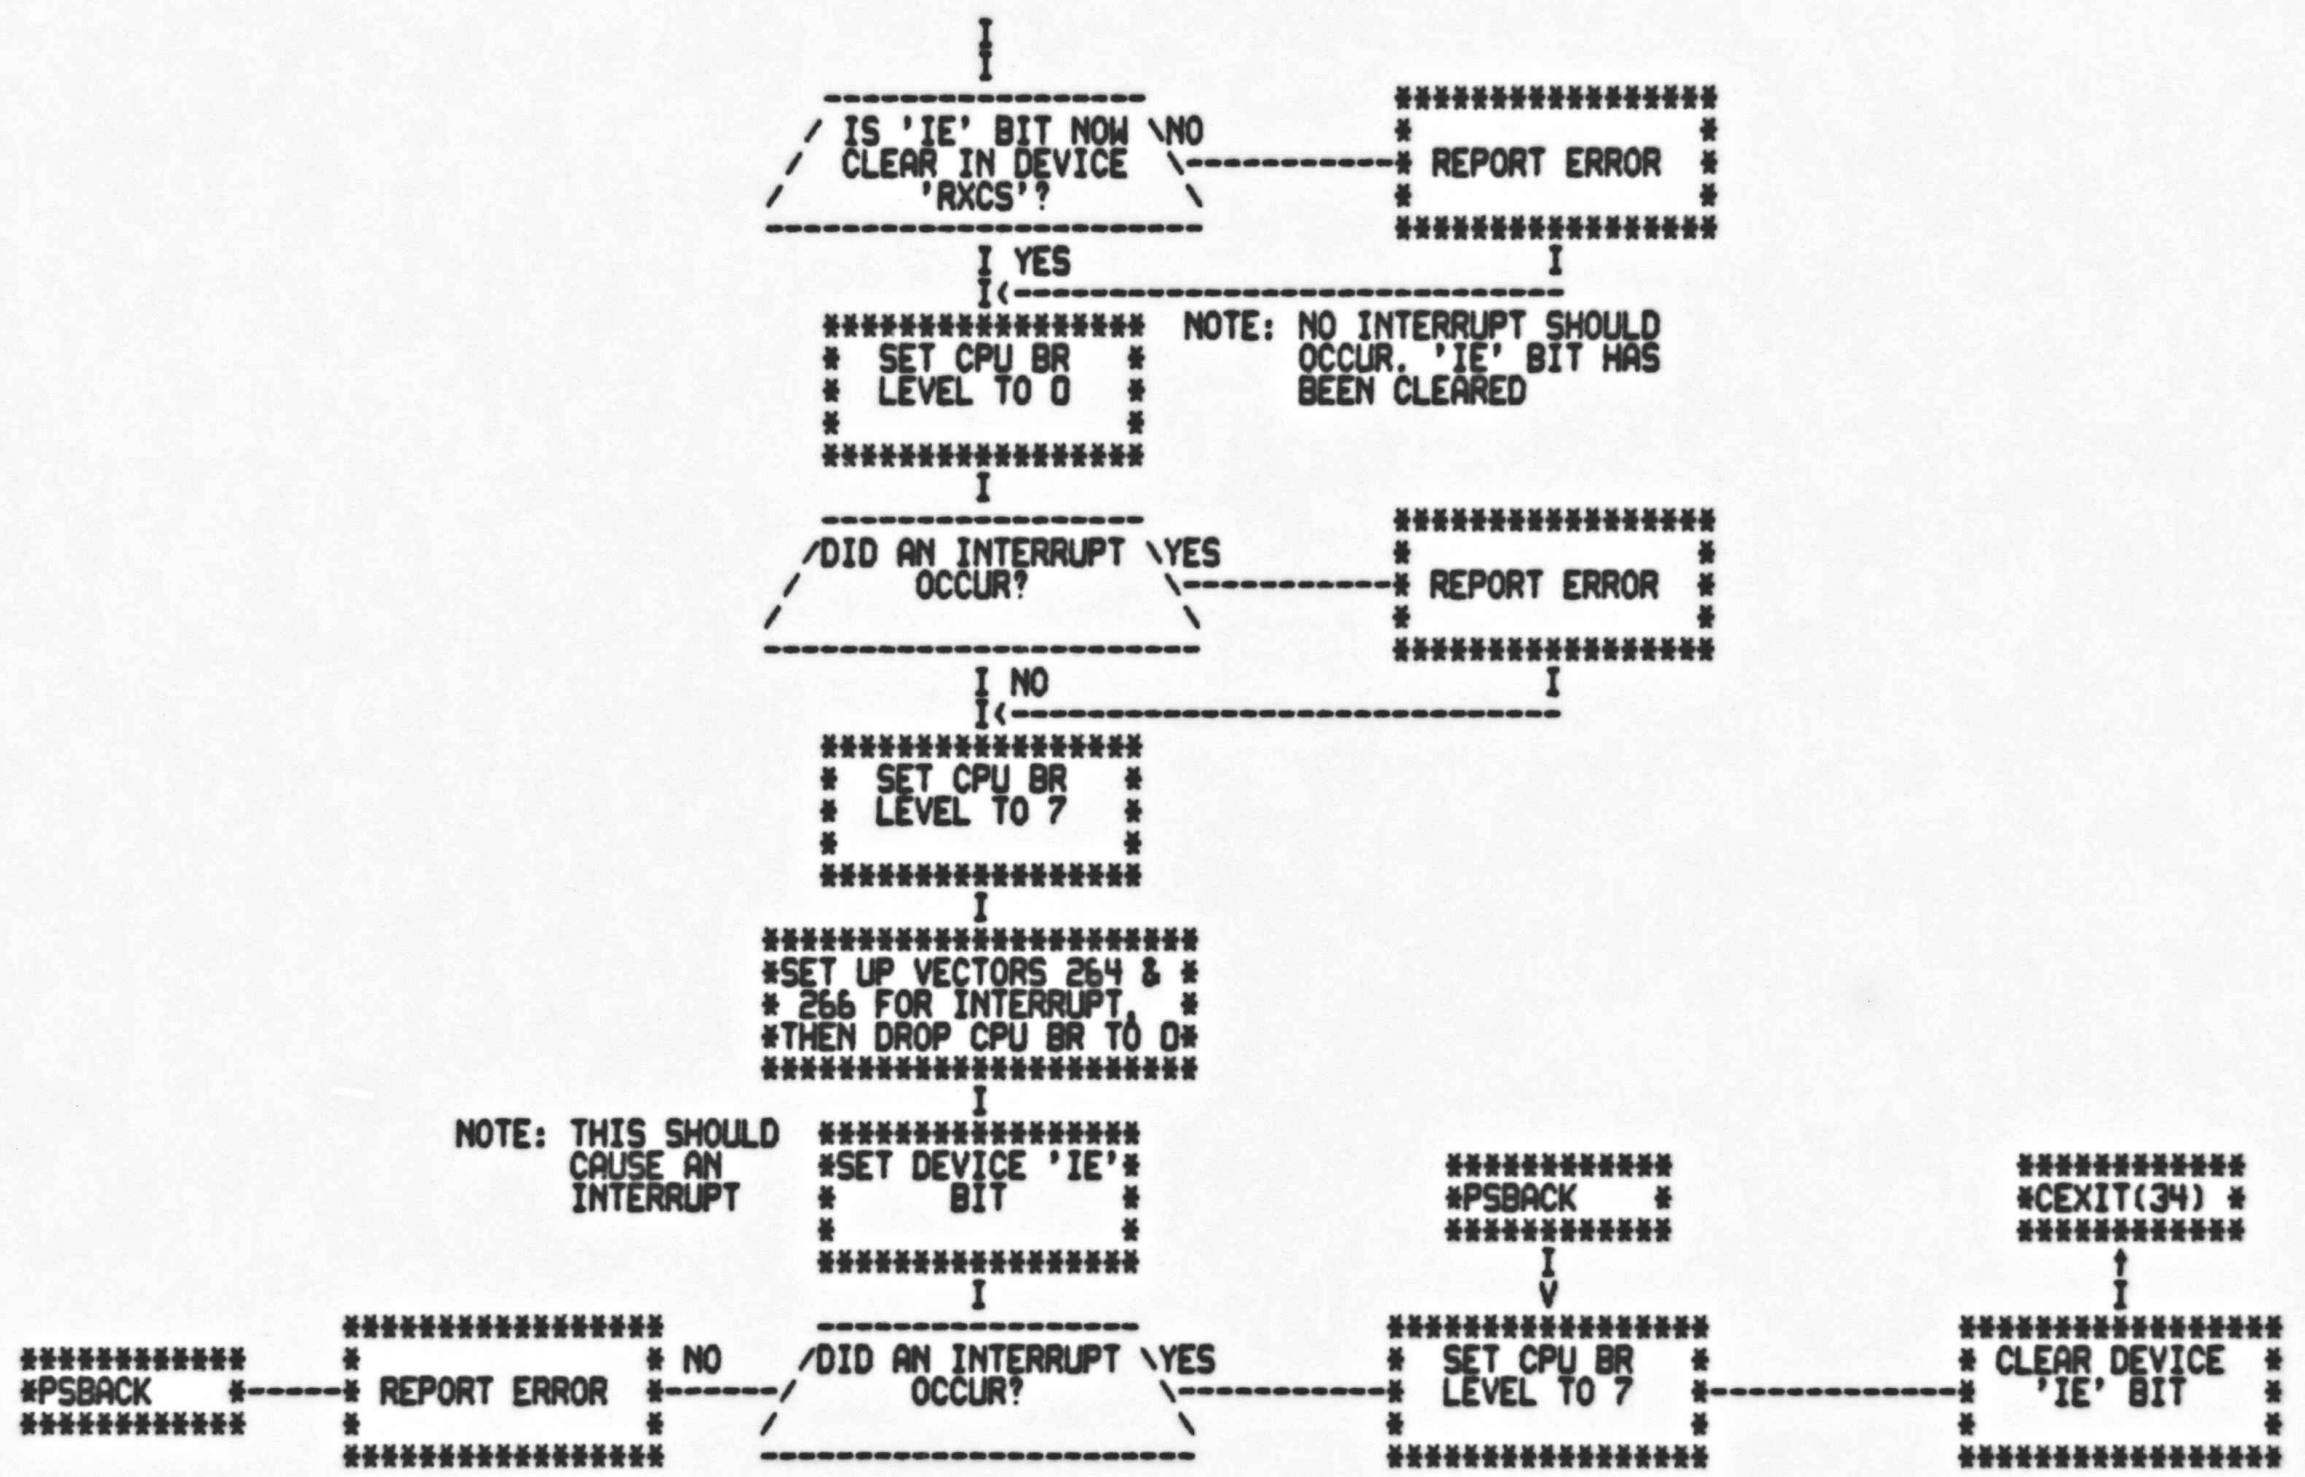 IS 'IE' BIT NOW NO
CLEAR IN DEVICE
'RXCS'?
REPORT ERROR
YES
SET CPU BR
LEVEL TO 0
NOTE: NO INTERRUPT SHOULD
OCCUR. 'IE' BIT HAS
BEEN CLEARED
DID AN INTERRUPT YES
OCCUR?
REPORT ERROR
NO
SET CPU BR
LEVEL TO 7
SET UP VECTORS 264 &
266 FOR INTERRUPT,
THEN DROP CPU BR TO 0
NOTE: THIS SHOULD
CAUSE AN
INTERRUPT
SET DEVICE 'IE'
BIT
PSBACK
CEXIT(34)
PSBACK
REPORT ERROR
NO
DID AN INTERRUPT YES
OCCUR?
SET CPU BR
LEVEL TO 7
CLEAR DEVICE
'IE' BIT